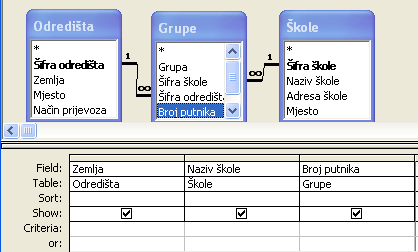 Odredišta
*
Šifra odredišta
Zemlja
Mjesto
Način prijevoza
1
∞
Grupe
*
Grupa
Šifra škole
Šifra odredišt
Broj putnika
∞
1
Škole
*
Šifra škole
Naziv škole
Adresa škole
Mjesto
Field: Zemlja Naziv škole Broj putnika
Table: Odredišta Škole Grupe
Sort:
Show:
Criteria:
or: